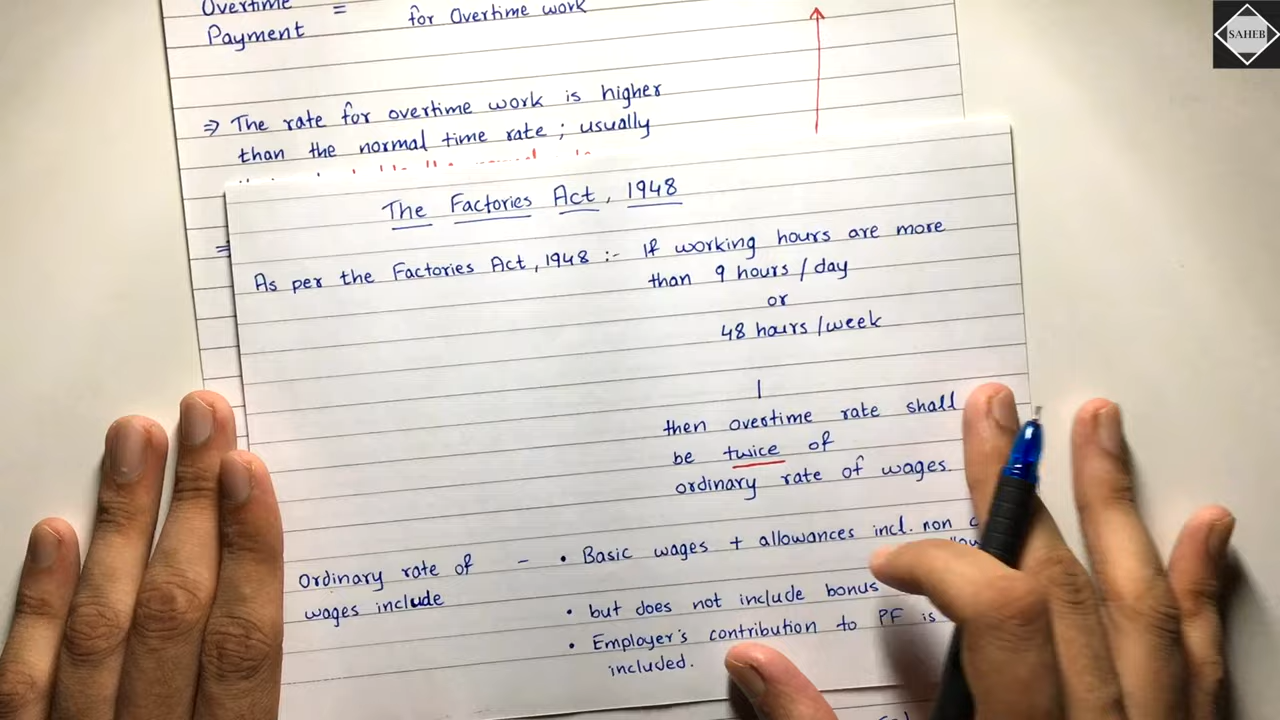 Overtime = for Overtime work
Payment
⇒ The rate for overtime work is higher
than the normal time rate ; usually
The Factories Act, 1948
As per the Factories Act, 1948 :- If working hours are more
than 9 hours / day
or
48 hours / week
then overtime rate shall
be twice of
ordinary rate of wages.
Ordinary rate of - • Basic wages + allowances incl. non
wages include
• but does not include bonus
• Employer's contribution to PF is
included.
SAHEB